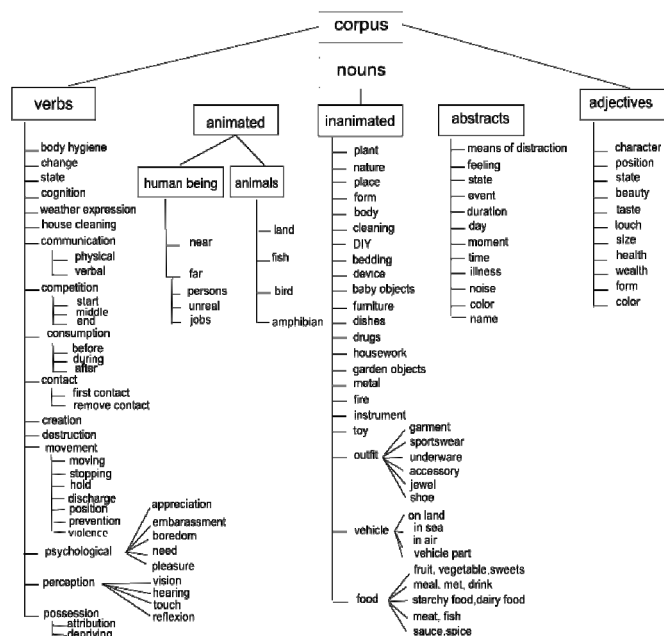 corpus
nouns
verbs
body hygiene
change
state
cognition
weather expression
house cleaning
communication
physical
verbal
competition
start
middle
end
consumption
before
during
after
contact
first contact
remove contact
creation
destruction
movement
moving
stopping
hold
discharge
position
prevention
violence
psychological
appreciation
embarassment
boredom
need
pleasure
perception
vision
hearing
touch
reflexion
possession
attribution
depriving
animated
human being
near
far
persons
unreal
jobs
animals
land
fish
bird
amphibian
inanimated
plant
nature
place
form
body
cleaning
DIY
bedding
device
baby objects
furniture
dishes
drugs
housework
garden objects
metal
fire
instrument
toy
outfit
garment
sportswear
underware
accessory
jewel
shoe
vehicle
on land
in sea
in air
vehicle part
food
fruit, vegetable,sweets
meal, met, drink
starchy food,dairy food
meat, fish
sauce,spice
abstracts
means of distraction
feeling
state
event
duration
day
moment
time
illness
noise
color
name
adjectives
character
position
state
beauty
taste
touch
size
health
wealth
form
color